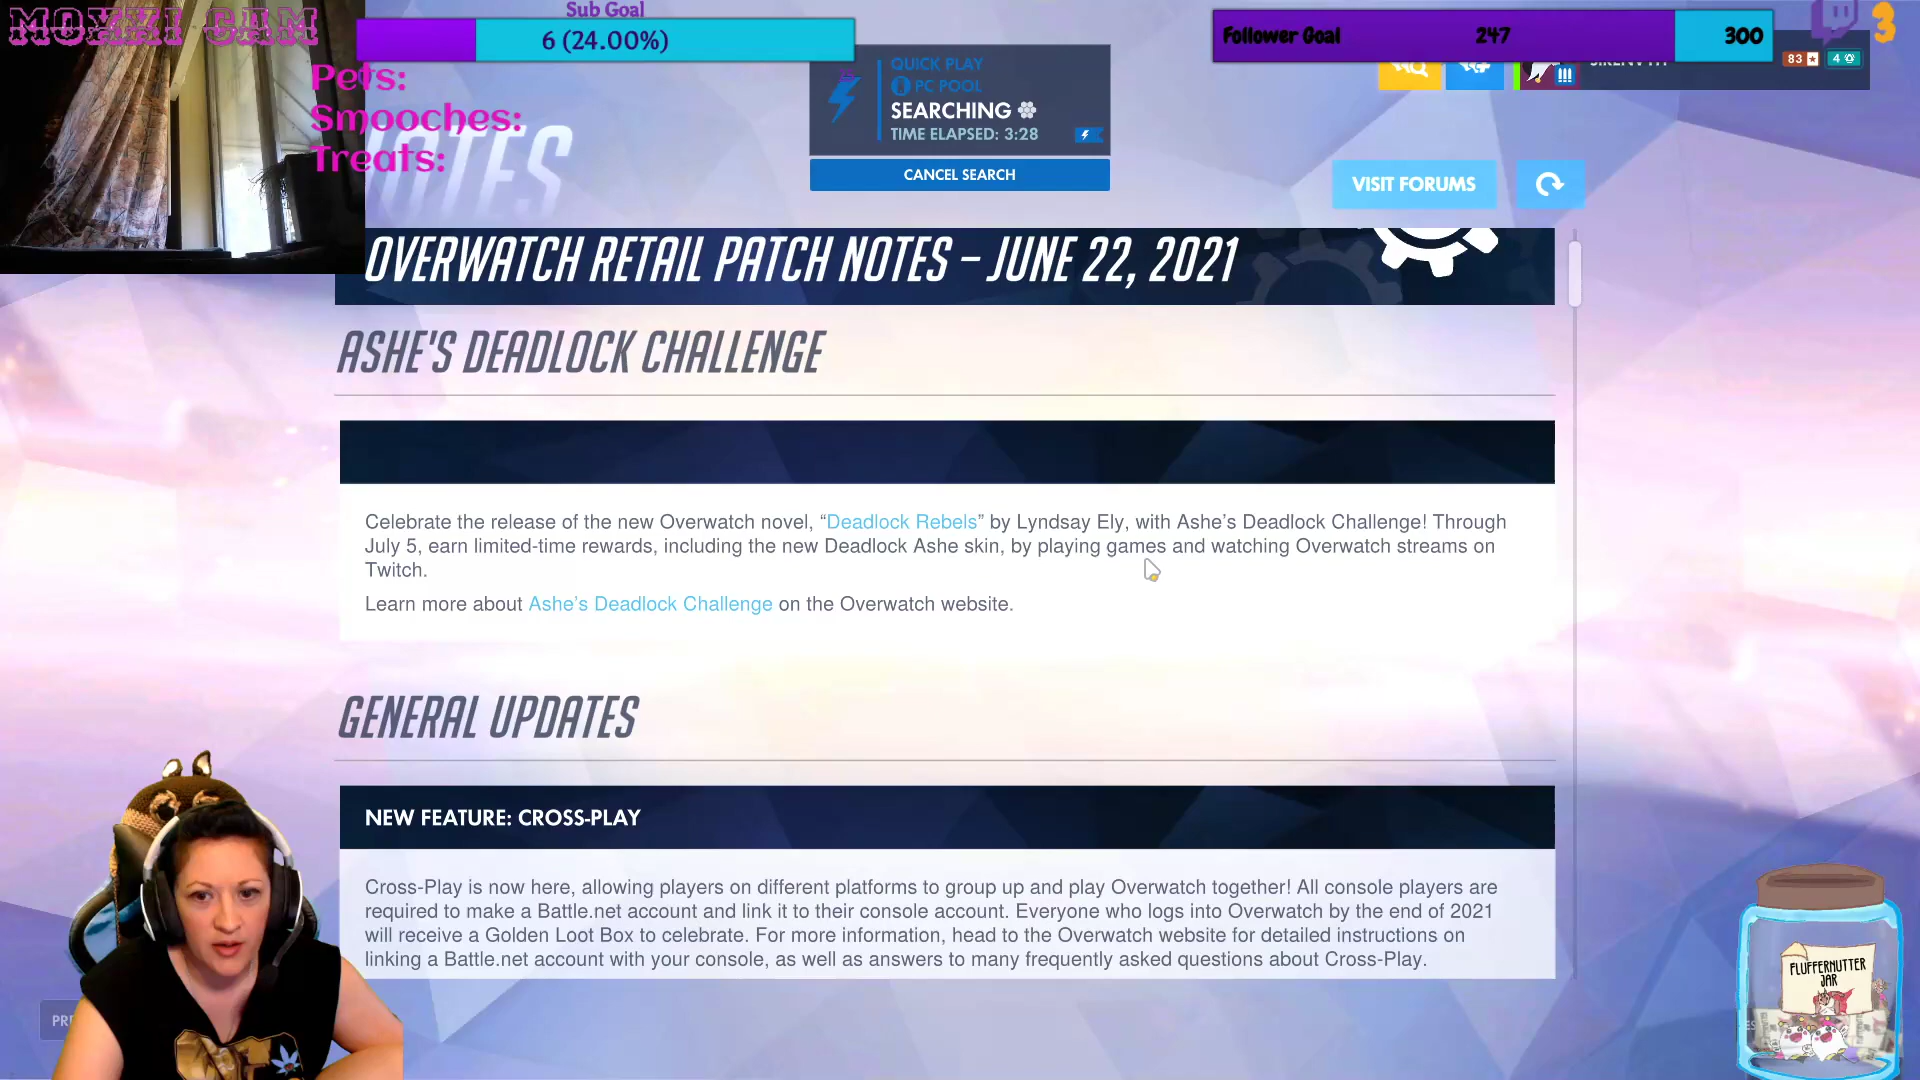 MOXXI CAM
Sub Goal
6 (24.00%)
Follower Goal
247
300
3
83
4
Pets:
Smooches:
Treats:
QUICK PLAY
PC POOL
SEARCHING
TIME ELAPSED: 3:28
CANCEL SEARCH
NOTES
VISIT FORUMS
OVERWATCH RETAIL PATCH NOTES – JUNE 22, 2021
ASHE'S DEADLOCK CHALLENGE
Celebrate the release of the new Overwatch novel, “Deadlock Rebels” by Lyndsay Ely, with Ashe’s Deadlock Challenge! Through
July 5, earn limited-time rewards, including the new Deadlock Ashe skin, by playing games and watching Overwatch streams on
Twitch.
Learn more about Ashe’s Deadlock Challenge on the Overwatch website.
GENERAL UPDATES
NEW FEATURE: CROSS-PLAY
Cross-Play is now here, allowing players on different platforms to group up and play Overwatch together! All console players are
required to make a Battle.net account and link it to their console account. Everyone who logs into Overwatch by the end of 2021
will receive a Golden Loot Box to celebrate. For more information, head to the Overwatch website for detailed instructions on
linking a Battle.net account with your console, as well as answers to many frequently asked questions about Cross-Play.
FLUFFERNUTTER
JAR